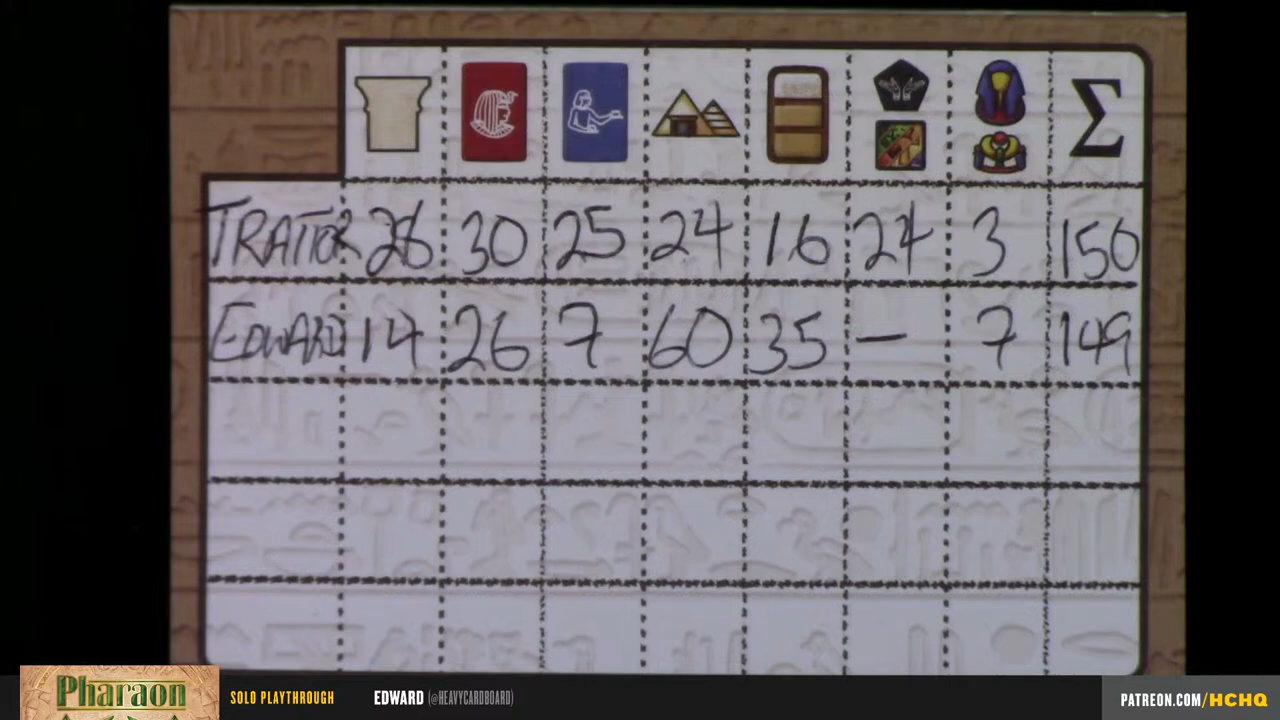 Σ
TRAITOR 28 30 25 24 16 24 3 150
EDWARD 14 26 7 60 35 – 7 149
Pharaon SOLO PLAYTHROUGH EDWARD (@HEAVYCARDBOARD) PATREON.COM/HCHQ